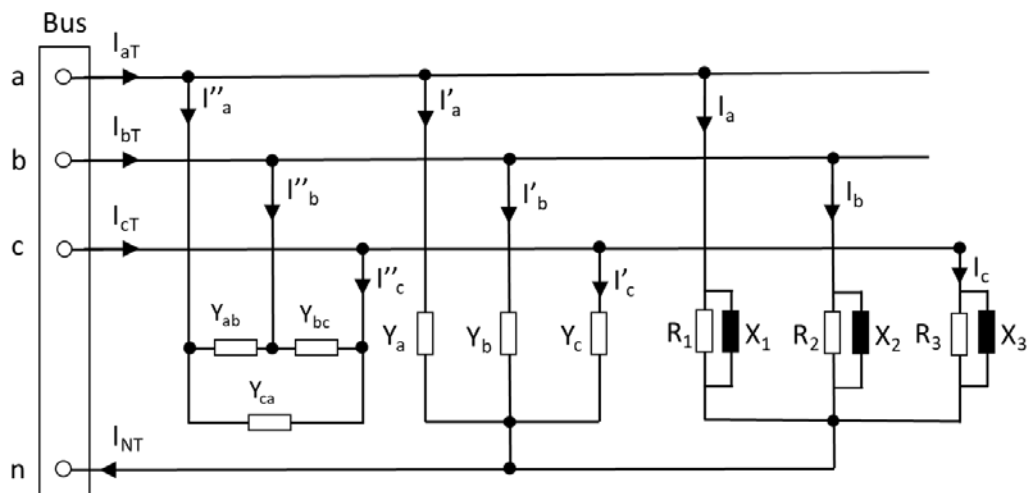 Bus
a
I_aT
I''_a
I'_a
I_a
b
I_bT
I''_b
I'_b
I_b
c
I_cT
I''_c
I'_c
I_c
Y_ab
Y_bc
Y_a
Y_b
Y_c
R_1
X_1
R_2
X_2
R_3
X_3
Y_ca
n
I_NT